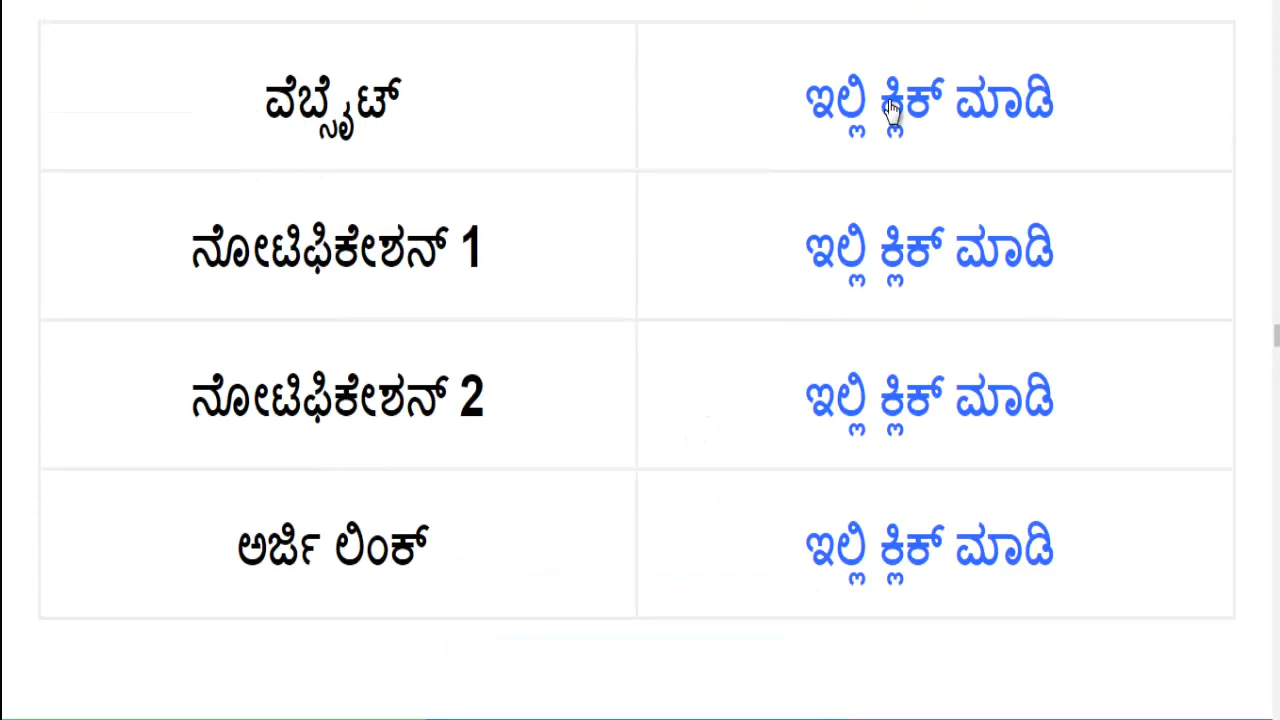 ವೆಬ್ಸೈಟ್ ಇಲ್ಲಿ ಕ್ಲಿಕ್ ಮಾಡಿ
ನೋಟಿಫಿಕೇಶನ್ 1 ಇಲ್ಲಿ ಕ್ಲಿಕ್ ಮಾಡಿ
ನೋಟಿಫಿಕೇಶನ್ 2 ಇಲ್ಲಿ ಕ್ಲಿಕ್ ಮಾಡಿ
ಅರ್ಜಿ ಲಿಂಕ್ ಇಲ್ಲಿ ಕ್ಲಿಕ್ ಮಾಡಿ